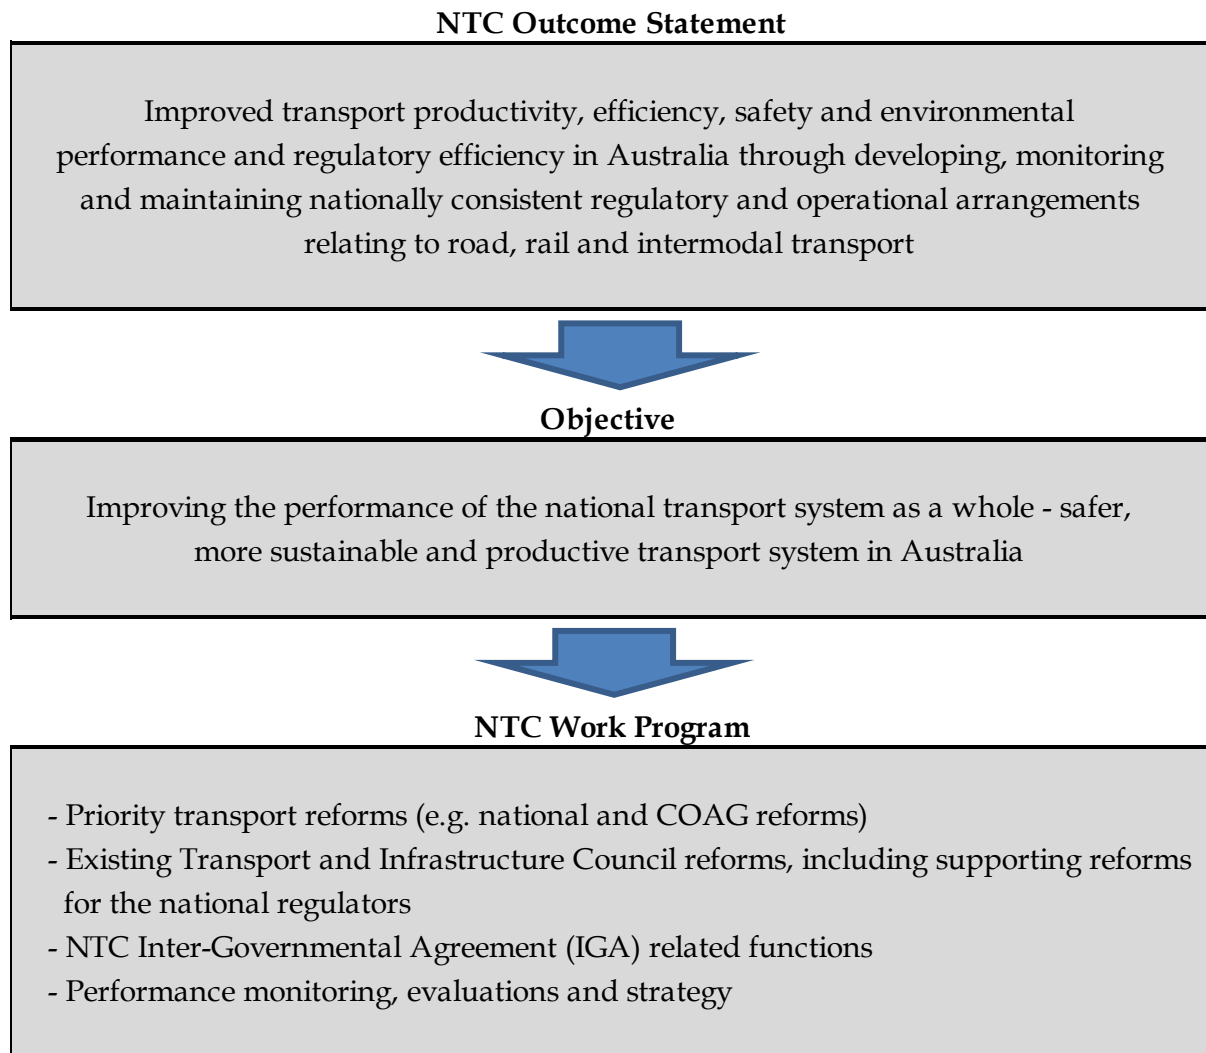 NTC Outcome Statement
Improved transport productivity, efficiency, safety and environmental
performance and regulatory efficiency in Australia through developing, monitoring
and maintaining nationally consistent regulatory and operational arrangements
relating to road, rail and intermodal transport
Objective
Improving the performance of the national transport system as a whole - safer,
more sustainable and productive transport system in Australia
NTC Work Program
- Priority transport reforms (e.g. national and COAG reforms)
- Existing Transport and Infrastructure Council reforms, including supporting reforms
for the national regulators
- NTC Inter-Governmental Agreement (IGA) related functions
- Performance monitoring, evaluations and strategy